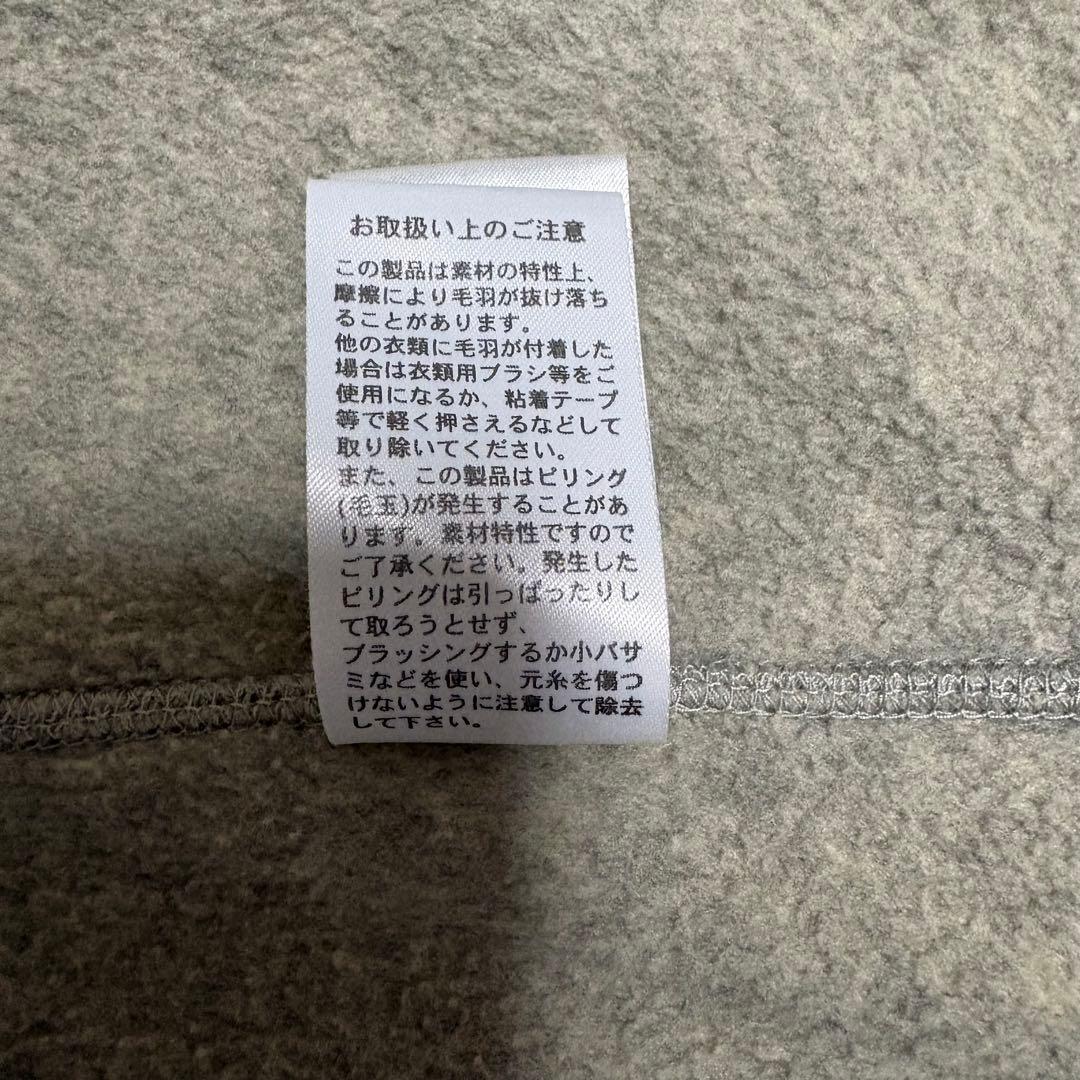 お取扱い上のご注意
この製品は素材の特性上、
摩擦により毛羽が抜け落ち
ることがあります。
他の衣類に毛羽が付着した
場合は衣類用ブラシ等をご
使用になるか、粘着テープ
等で軽く押さえるなどして
取り除いてください。
また、この製品はピリング
(毛玉)が発生することがあ
ります。素材特性ですので
ご了承ください。発生した
ピリングは引っぱったりし
て取ろうとせず、
ブラッシングするか小バサ
ミなどを使い、元糸を傷つ
けないように注意して除去
して下さい。